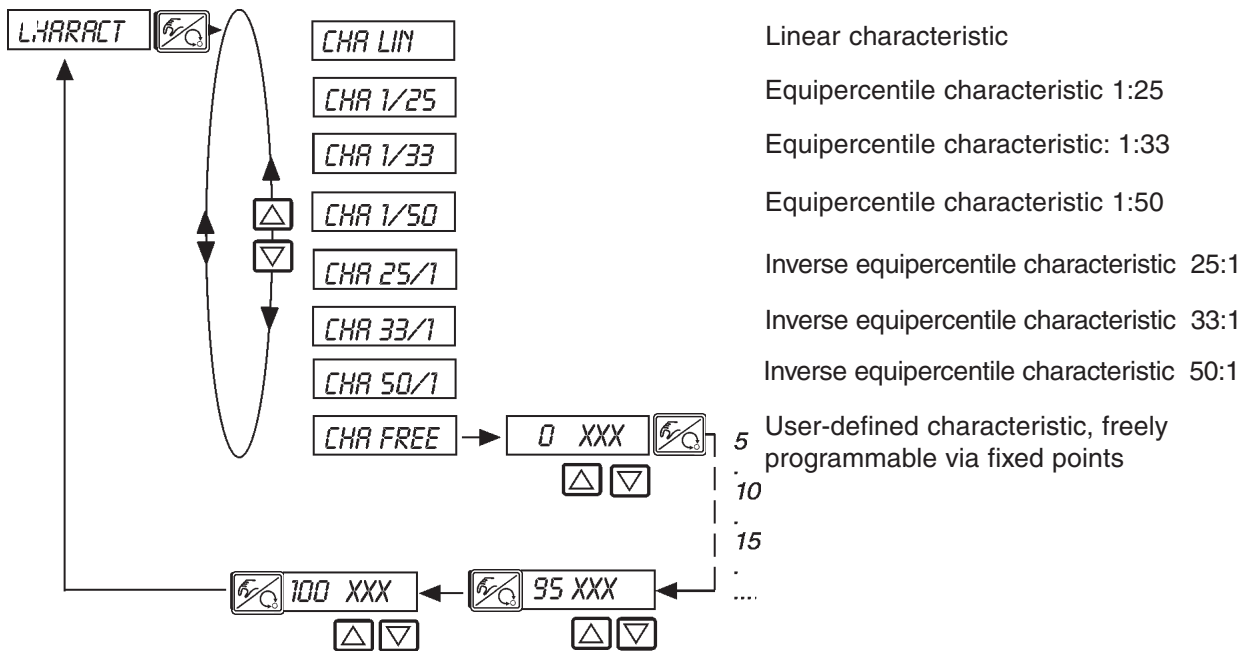 L.HARACT
CHA LIN Linear characteristic
CHA 1/25 Equipercentile characteristic 1:25
CHA 1/33 Equipercentile characteristic: 1:33
CHA 1/50 Equipercentile characteristic 1:50
CHA 25/1 Inverse equipercentile characteristic 25:1
CHA 33/1 Inverse equipercentile characteristic 33:1
CHA 50/1 Inverse equipercentile characteristic 50:1
CHA FREE 0 XXX 5 User-defined characteristic, freely
. programmable via fixed points
10
.
15
.
100 XXX 95 XXX ....